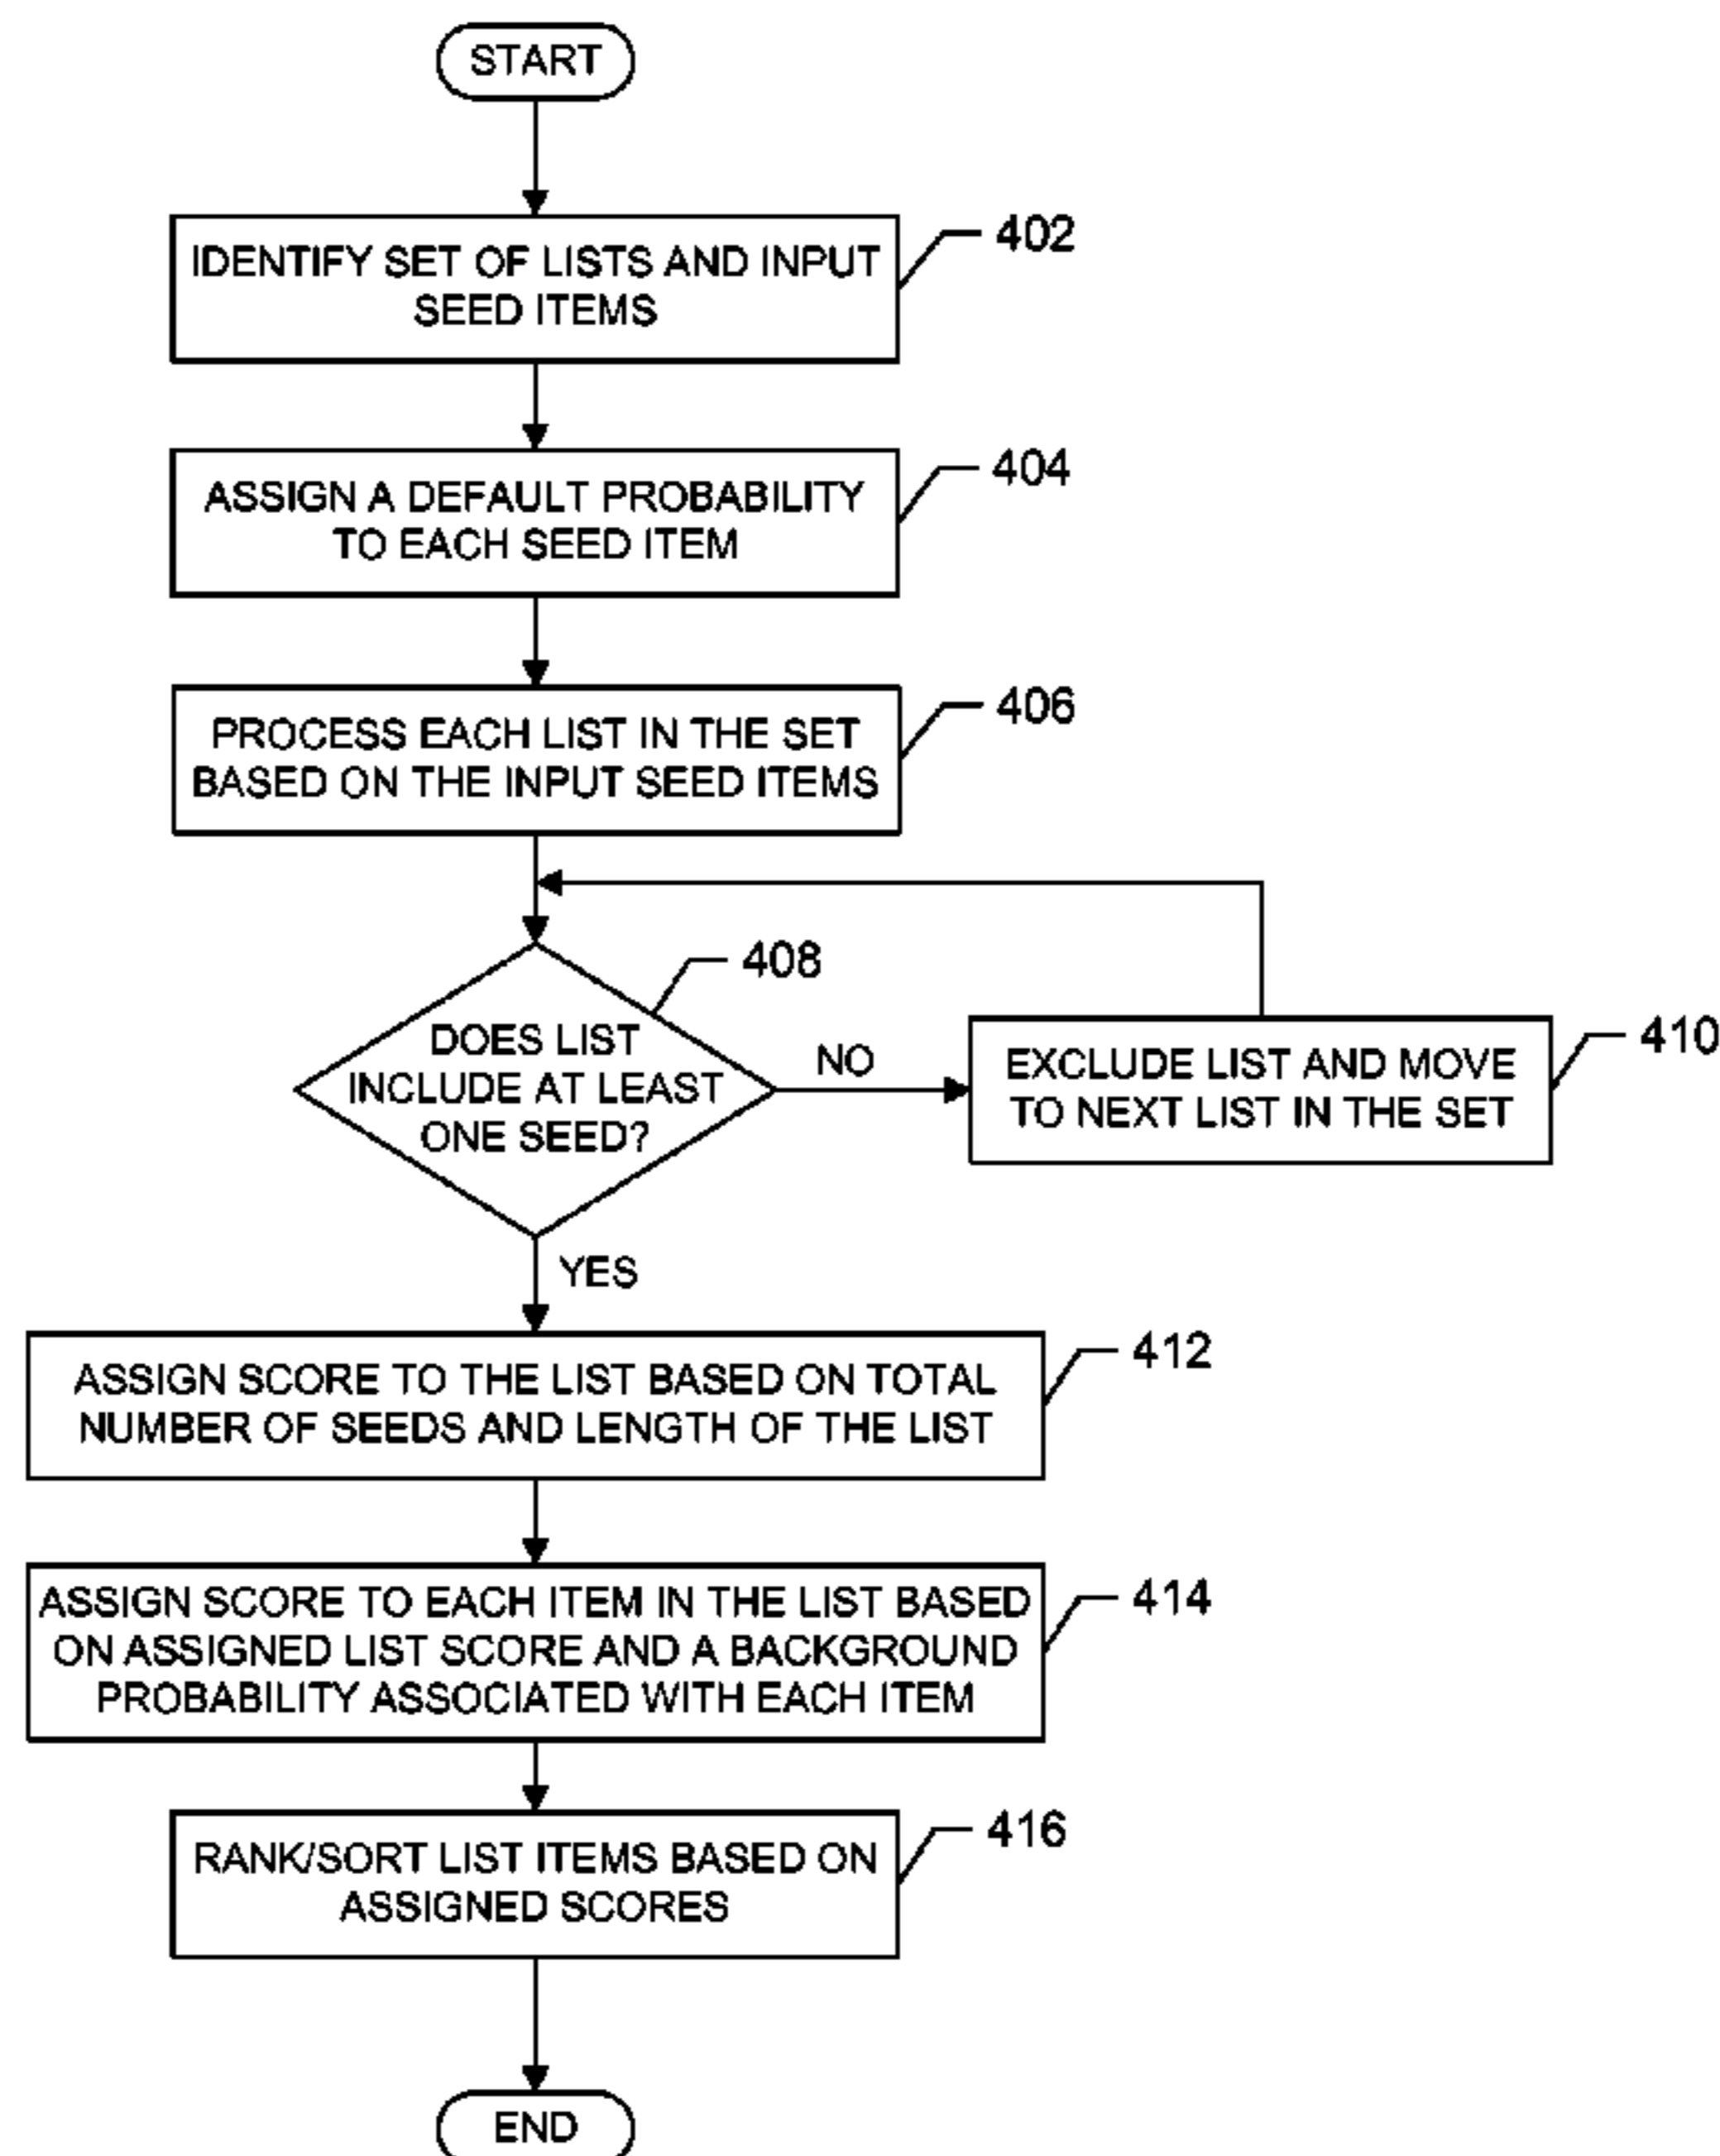 START
IDENTIFY SET OF LISTS AND INPUT
SEED ITEMS
402
ASSIGN A DEFAULT PROBABILITY
TO EACH SEED ITEM
404
PROCESS EACH LIST IN THE SET
BASED ON THE INPUT SEED ITEMS
406
DOES LIST
INCLUDE AT LEAST
ONE SEED?
408
NO
EXCLUDE LIST AND MOVE
TO NEXT LIST IN THE SET
410
YES
ASSIGN SCORE TO THE LIST BASED ON TOTAL
NUMBER OF SEEDS AND LENGTH OF THE LIST
412
ASSIGN SCORE TO EACH ITEM IN THE LIST BASED
ON ASSIGNED LIST SCORE AND A BACKGROUND
PROBABILITY ASSOCIATED WITH EACH ITEM
414
RANK/SORT LIST ITEMS BASED ON
ASSIGNED SCORES
416
END